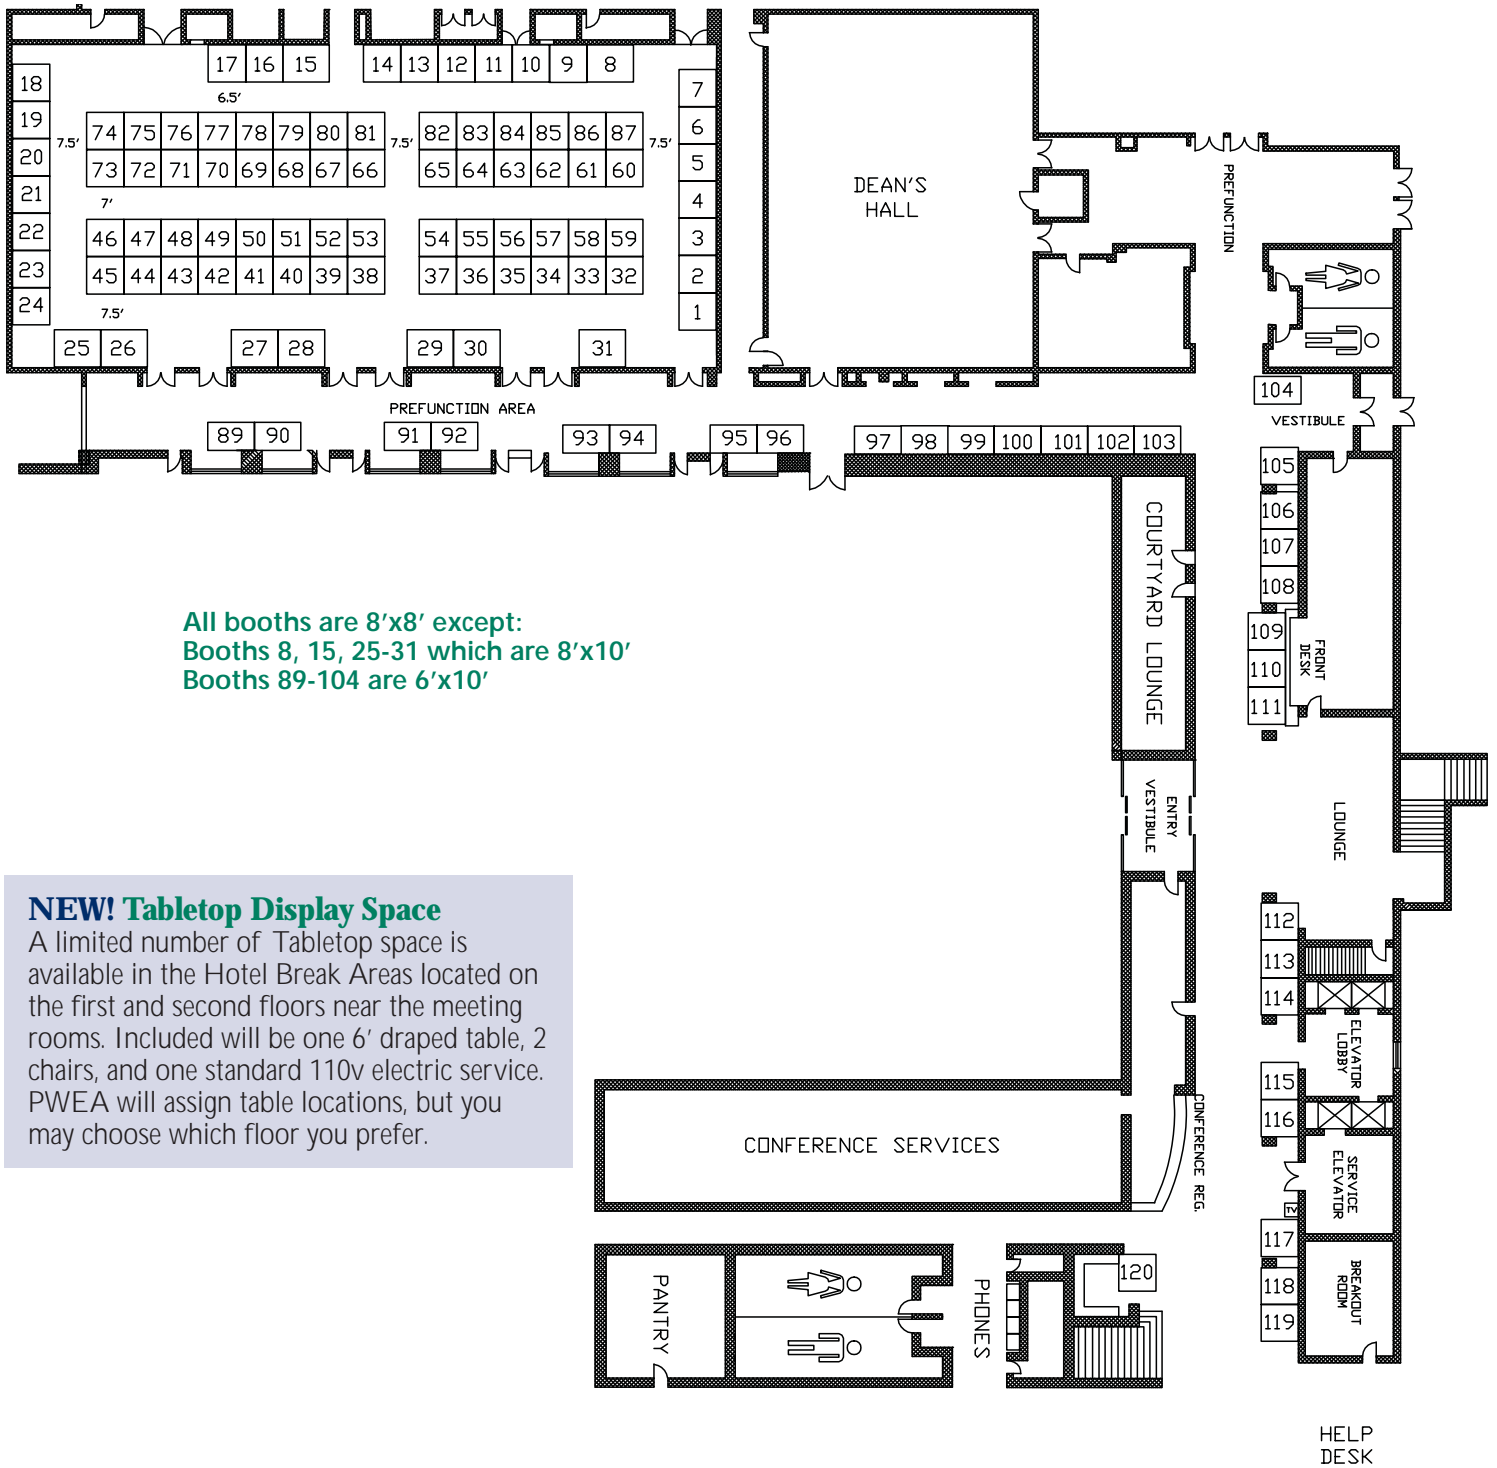 17 16 15 14 13 12 11 10 9 8
18
19
20
21
22
23
24
7
6
5
4
3
2
1
6.5'
7.5'
74 75 76 77 78 79 80 81
7.5'
82 83 84 85 86 87
7.5'
73 72 71 70 69 68 67 66
65 64 63 62 61 60
7'
46 47 48 49 50 51 52 53
54 55 56 57 58 59
45 44 43 42 41 40 39 38
37 36 35 34 33 32
7.5'
25 26 27 28 29 30 31
PREFUNCTION AREA
89 90 91 92 93 94 95 96 97 98 99 100 101 102 103
DEAN'S
HALL
PREFUNCTION
104
VESTIBULE
105
106
107
108
109
110
111
FRONT
DESK
COURTYARD LOUNGE
All booths are 8'x8' except:
Booths 8, 15, 25-31 which are 8'x10'
Booths 89-104 are 6'x10'
ENTRY
VESTIBULE
LOUNGE
NEW! Tabletop Display Space
A limited number of Tabletop space is
available in the Hotel Break Areas located on
the first and second floors near the meeting
rooms. Included will be one 6' draped table, 2
chairs, and one standard 110v electric service.
PWEA will assign table locations, but you
may choose which floor you prefer.
112
113
114
ELEVATOR
LOBBY
115
116
CONFERENCE SERVICES
CONFERENCE REG.
SERVICE
ELEVATOR
TV
117
118
119
BREAKOUT
ROOM
PANTRY
PHONES
120
HELP
DESK